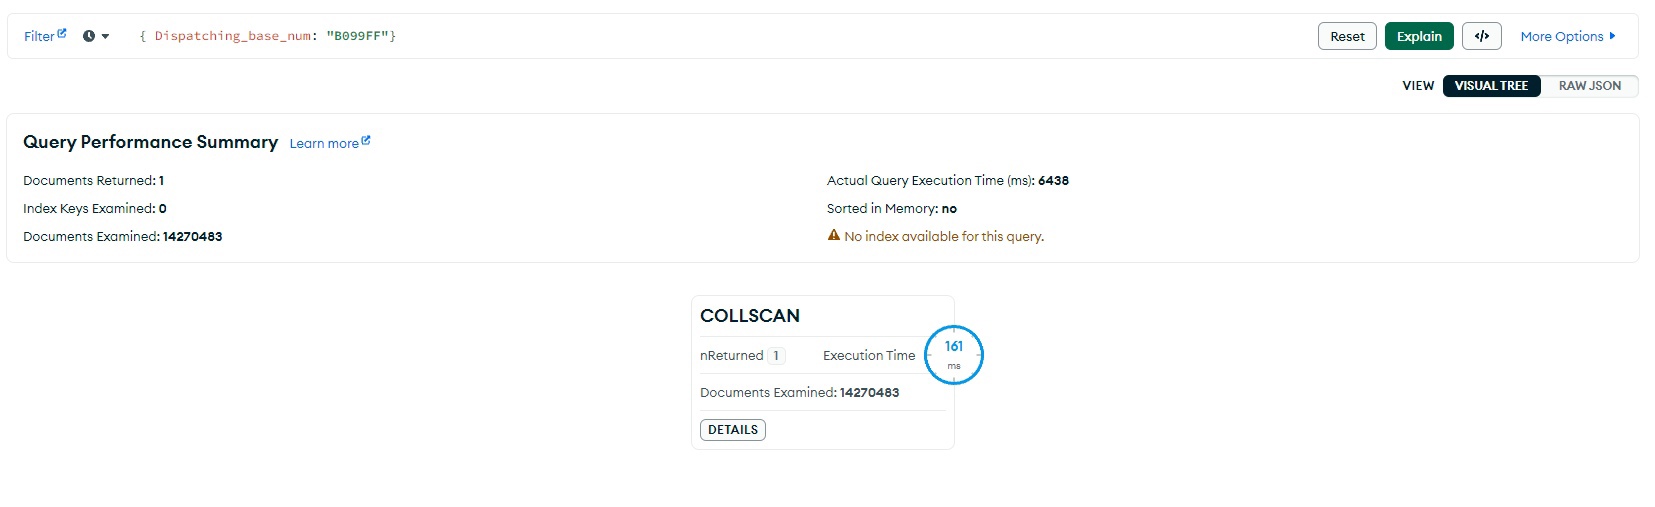 Filter { Dispatching_base_num: "B099FF"} Reset Explain </> More Options
VIEW VISUAL TREE RAW JSON
Query Performance Summary Learn more
Documents Returned: 1 Actual Query Execution Time (ms): 6438
Index Keys Examined: 0 Sorted in Memory: no
Documents Examined: 14270483 No index available for this query.
COLLSCAN
nReturned 1 Execution Time 161 ms
Documents Examined: 14270483
DETAILS